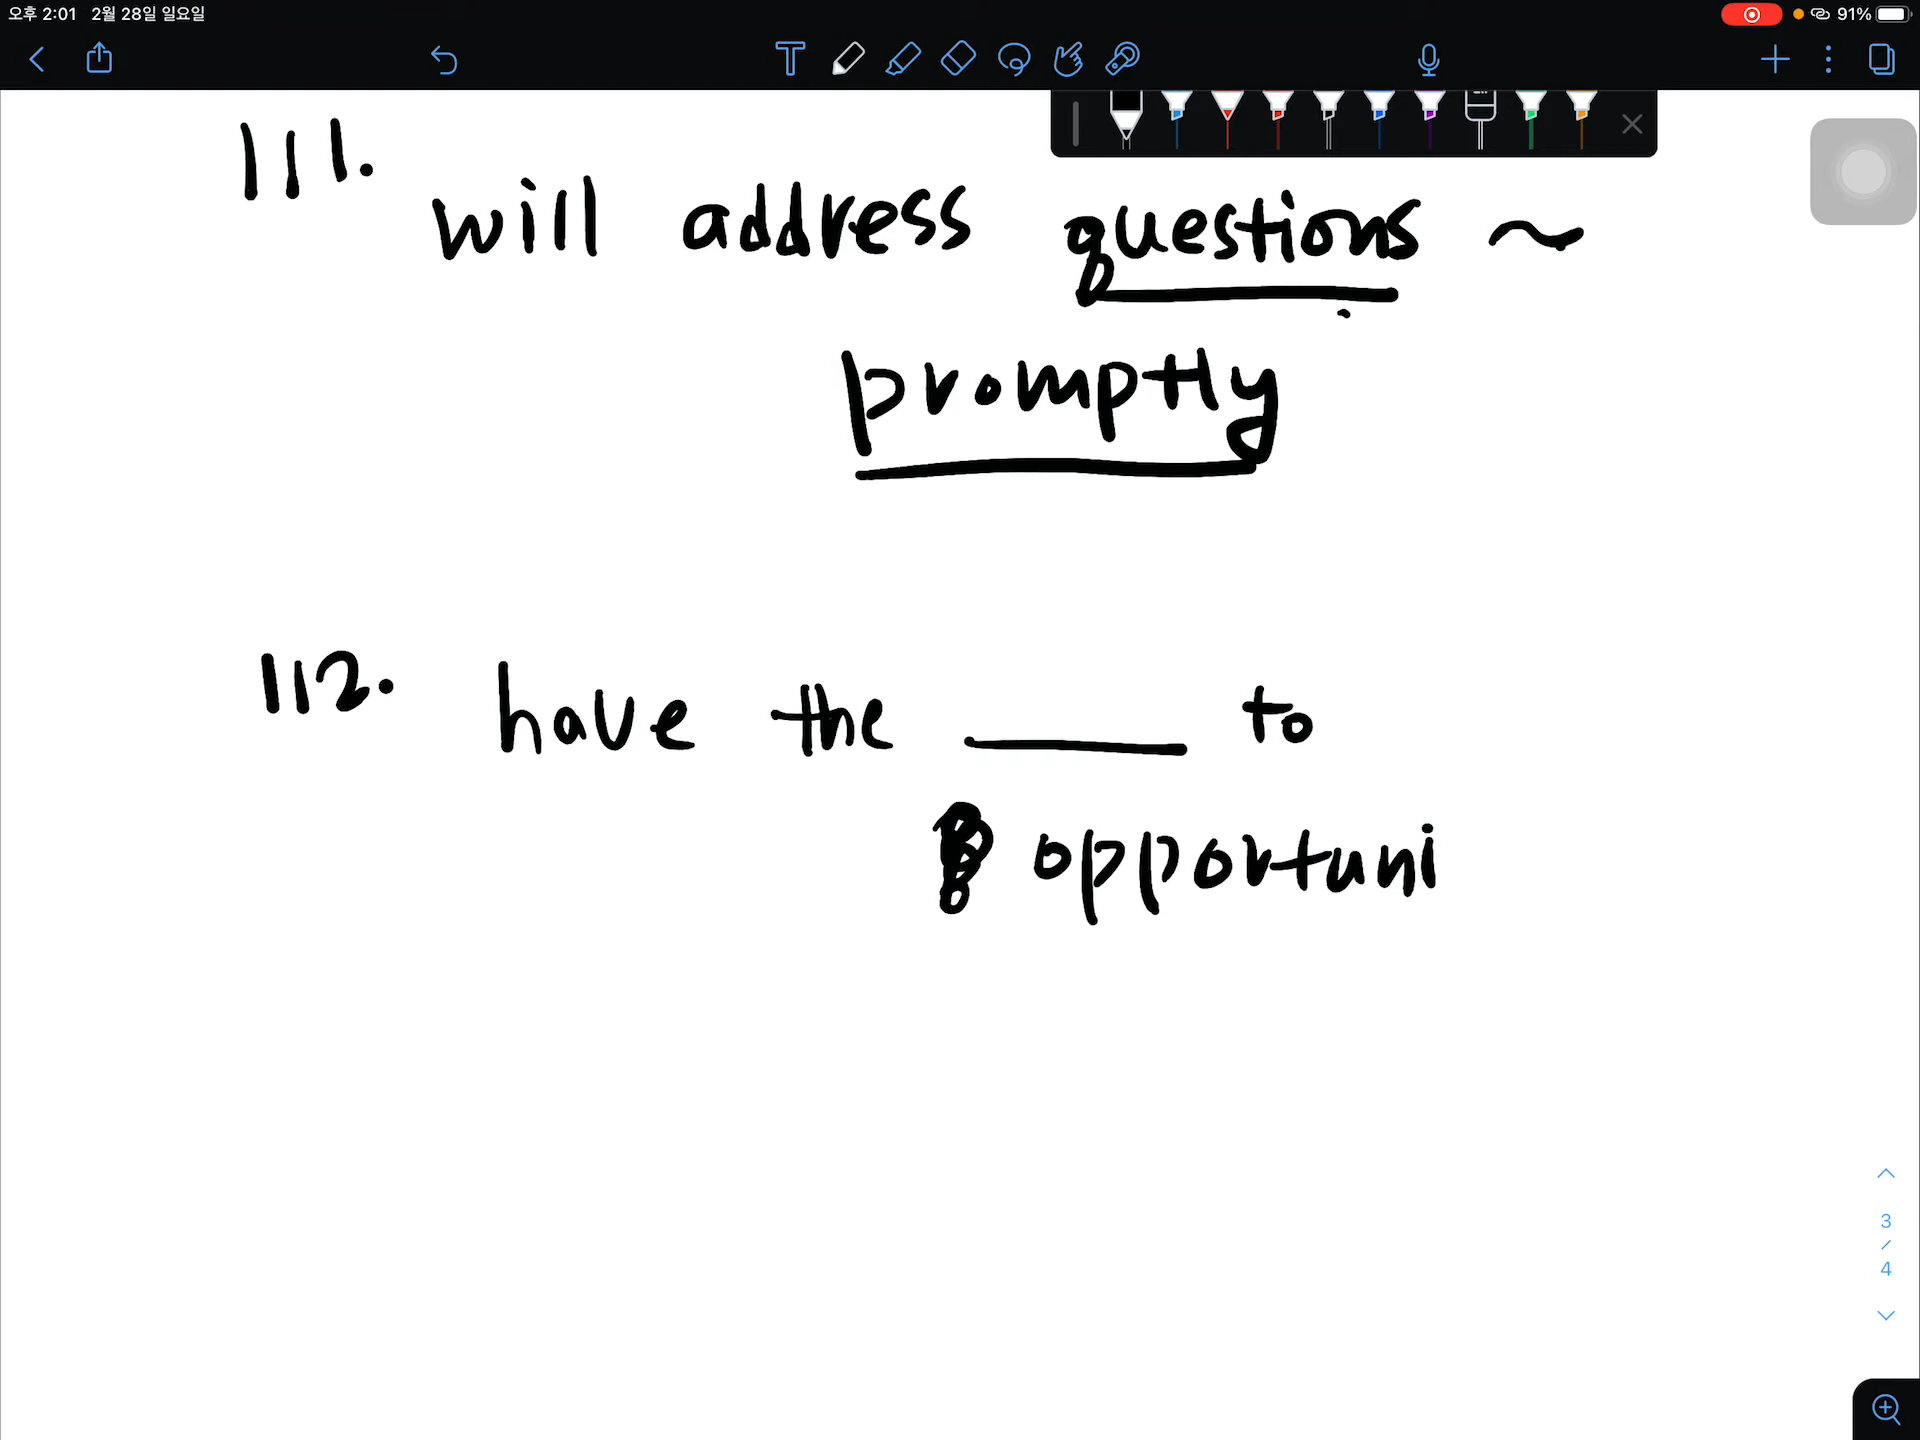 오후 2:01 2월 28일 일요일 91%
111.
will address questions ~
promptly
112. have the ____ to
opportuni
3
/
4